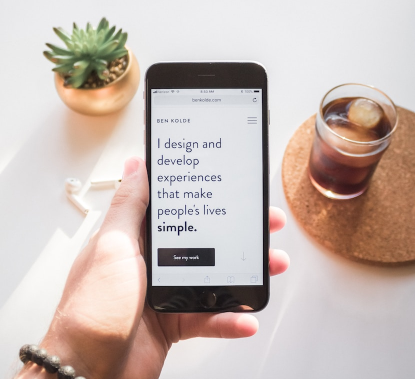 benkolde.com
BEN KOLDE
I design and
develop
experiences
that make
people's lives
simple.
See my work